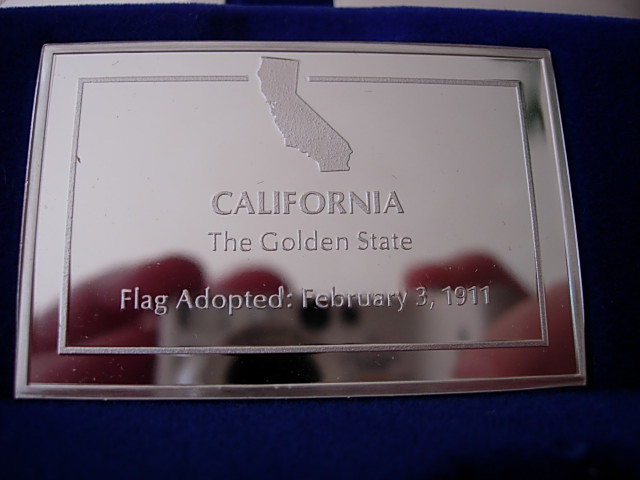 CALIFORNIA
The Golden State
Flag Adopted: February 3, 1911